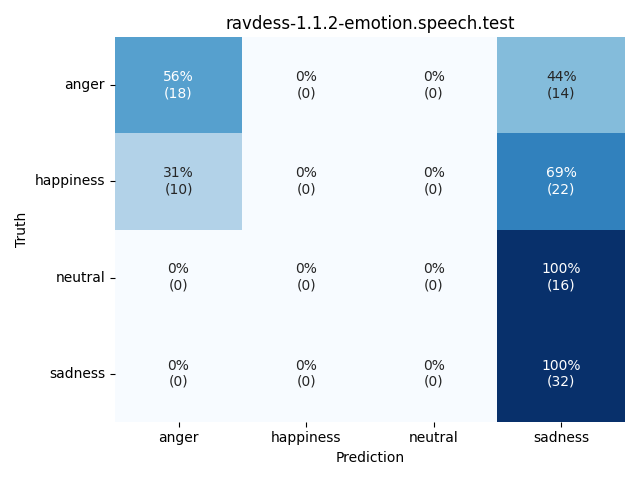 ravdess-1.1.2-emotion.speech.test
Truth
anger
56%
(18)
0%
(0)
0%
(0)
44%
(14)
happiness
31%
(10)
0%
(0)
0%
(0)
69%
(22)
neutral
0%
(0)
0%
(0)
0%
(0)
100%
(16)
sadness
0%
(0)
0%
(0)
0%
(0)
100%
(32)
anger
happiness
neutral
sadness
Prediction